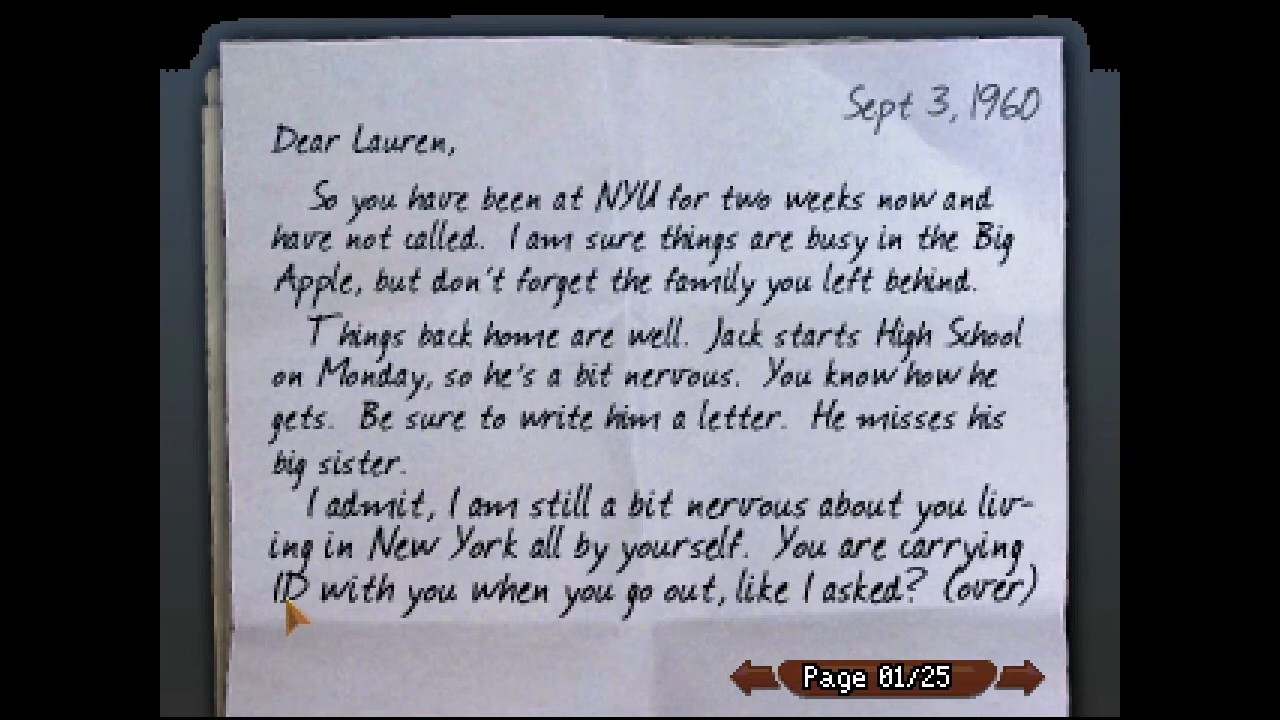 Sept 3, 1960
Dear Lauren,
So you have been at NYU for two weeks now and
have not called. I am sure things are busy in the Big
Apple, but don't forget the family you left behind.
Things back home are well. Jack starts High School
on Monday, so he's a bit nervous. You know how he
gets. Be sure to write him a letter. He misses his
big sister.
I admit, I am still a bit nervous about you liv-
ing in New York all by yourself. You are carrying
ID with you when you go out, like I asked? (over)
Page 01/25